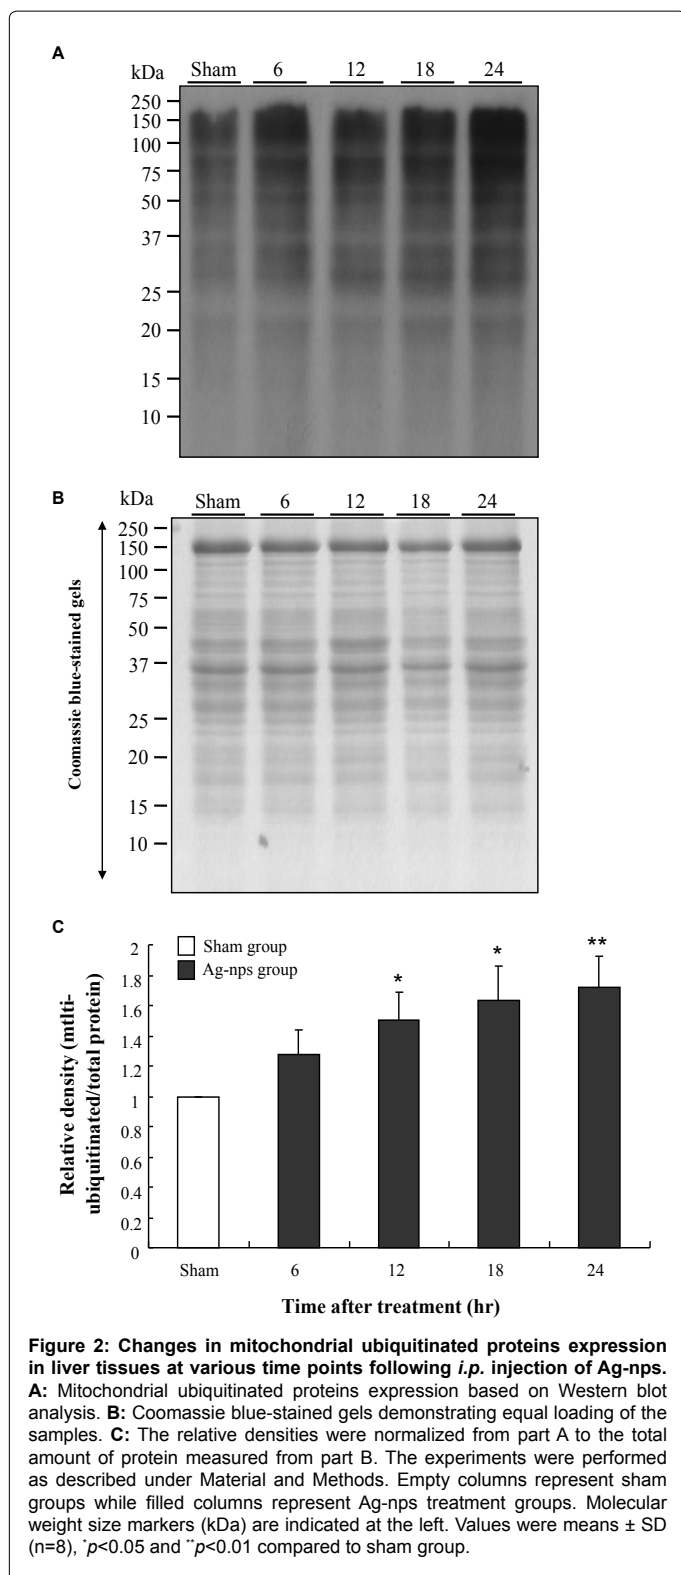 A
kDa
Sham 6 12 18 24
250
150
100
75
50
37
25
20
15
10
B
kDa
Sham 6 12 18 24
Coomassie blue-stained gels
250
150
100
75
50
37
25
20
15
10
C
Relative density (mtlti-
ubiquitinated/total protein)
2
1.8
1.6
1.4
1.2
1
0.8
0.6
0.4
0.2
0
Sham group
Ag-nps group
*
*
**
Sham 6 12 18 24
Time after treatment (hr)
Figure 2: Changes in mitochondrial ubiquitinated proteins expression
in liver tissues at various time points following i.p. injection of Ag-nps.
A: Mitochondrial ubiquitinated proteins expression based on Western blot
analysis. B: Coomassie blue-stained gels demonstrating equal loading of the
samples. C: The relative densities were normalized from part A to the total
amount of protein measured from part B. The experiments were performed
as described under Material and Methods. Empty columns represent sham
groups while filled columns represent Ag-nps treatment groups. Molecular
weight size markers (kDa) are indicated at the left. Values were means ± SD
(n=8), *p<0.05 and **p<0.01 compared to sham group.